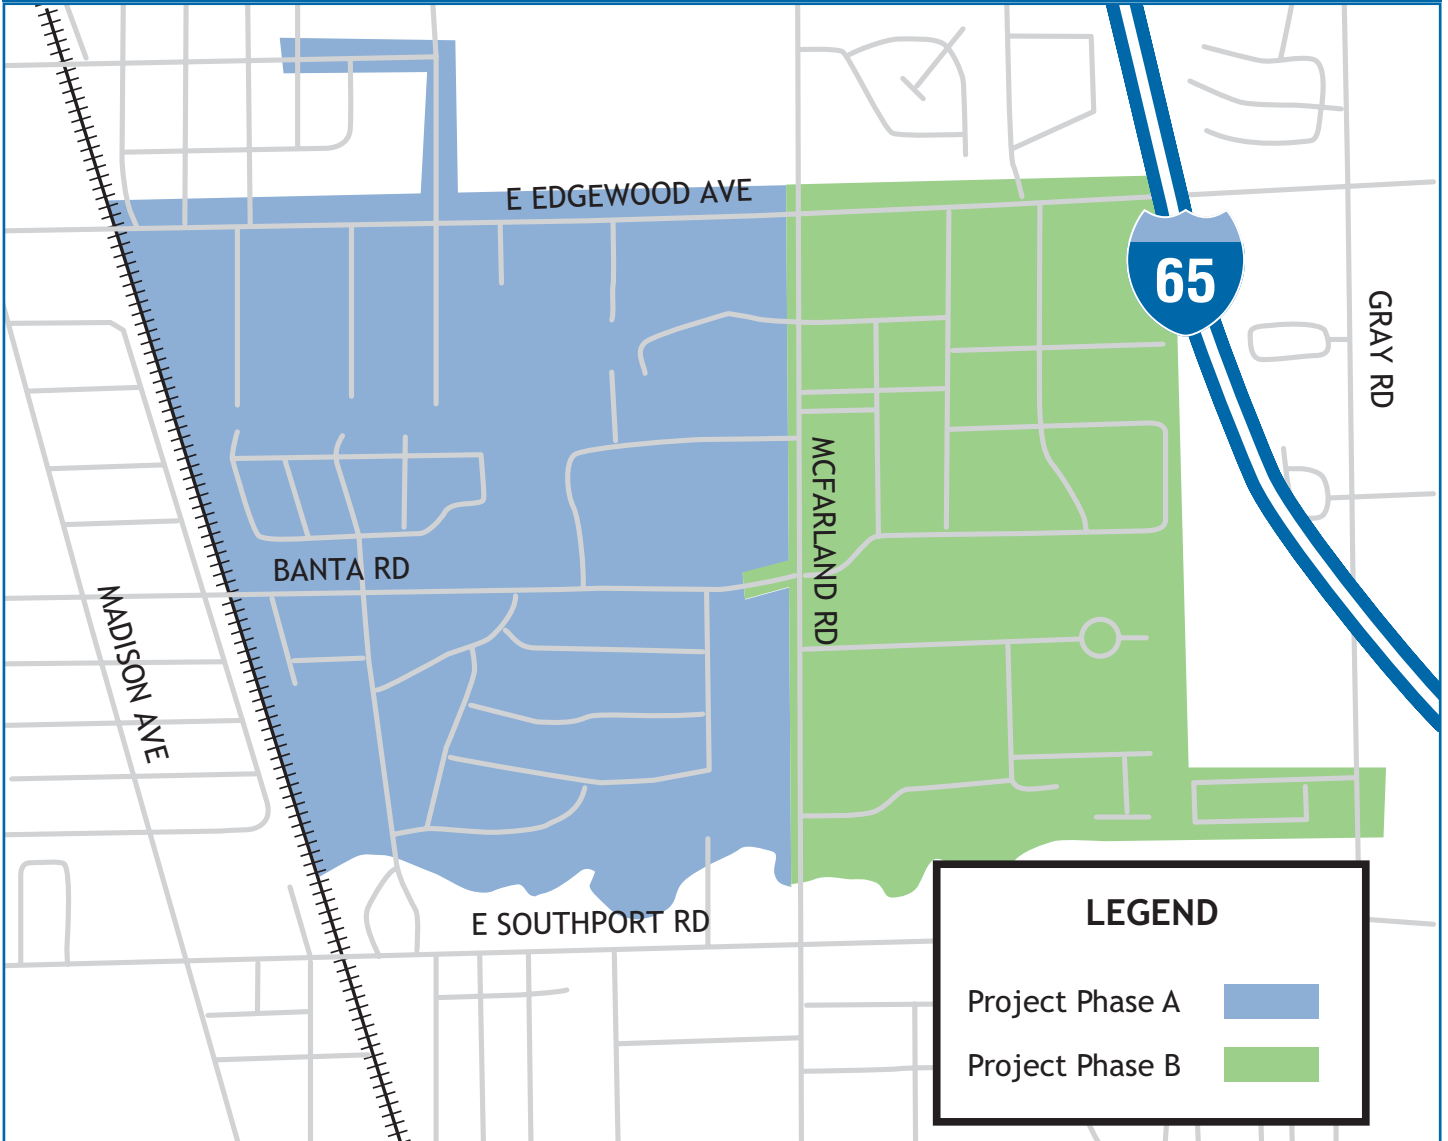 E EDGEWOOD AVE
65
GRAY RD
MCFARLAND RD
BANTA RD
MADISON AVE
E SOUTHPORT RD
LEGEND
Project Phase A
Project Phase B